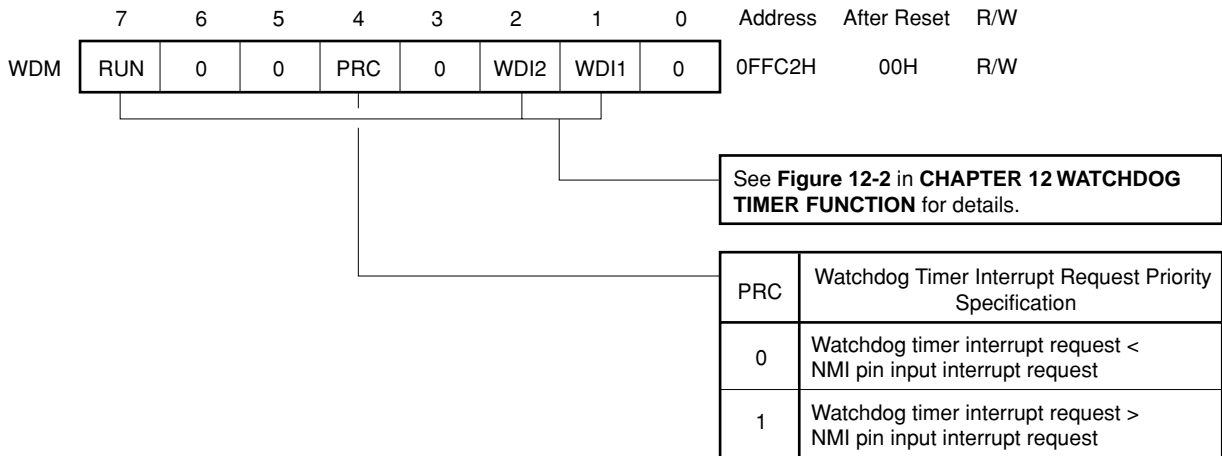 7 6 5 4 3 2 1 0 Address After Reset R/W
WDM RUN 0 0 PRC 0 WDI2 WDI1 0 0FFC2H 00H R/W
See Figure 12-2 in CHAPTER 12 WATCHDOG
TIMER FUNCTION for details.
PRC Watchdog Timer Interrupt Request Priority
Specification
0 Watchdog timer interrupt request <
NMI pin input interrupt request
1 Watchdog timer interrupt request >
NMI pin input interrupt request